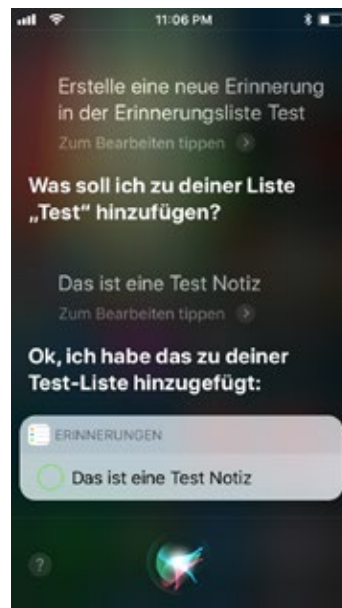 11:06 PM
Erstelle eine neue Erinnerung
in der Erinnerungsliste Test
Zum Bearbeiten tippen
Was soll ich zu deiner Liste
„Test“ hinzufügen?
Das ist eine Test Notiz
Zum Bearbeiten tippen
Ok, ich habe das zu deiner
Test-Liste hinzugefügt:
ERINNERUNGEN
Das ist eine Test Notiz
?